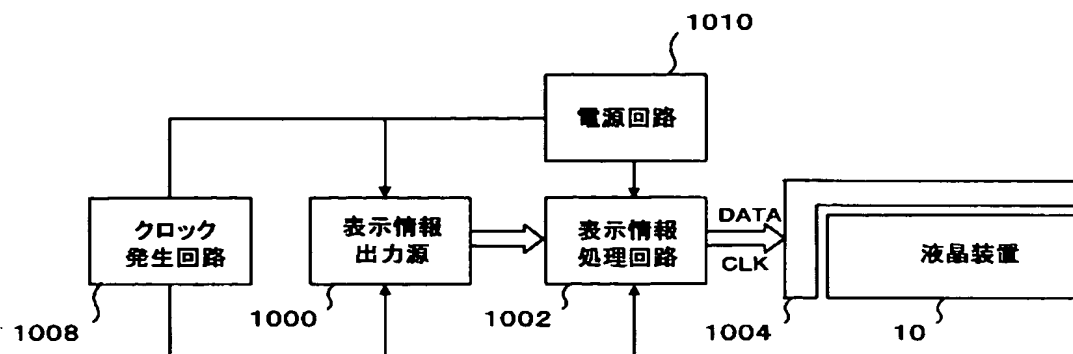 1010
電源回路
クロック
発生回路
表示情報
出力源
表示情報
処理回路
DATA
CLK
液晶装置
1008
1000
1002
1004
10